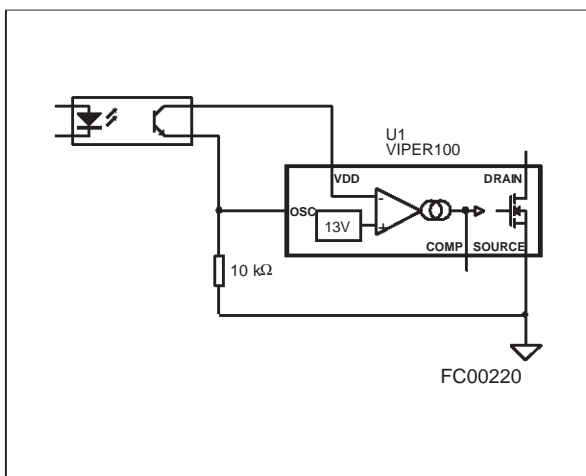 U1
VIPER100
VDD
DRAIN
-
OSC
13V
+
COMP
SOURCE
10 kΩ
FC00220